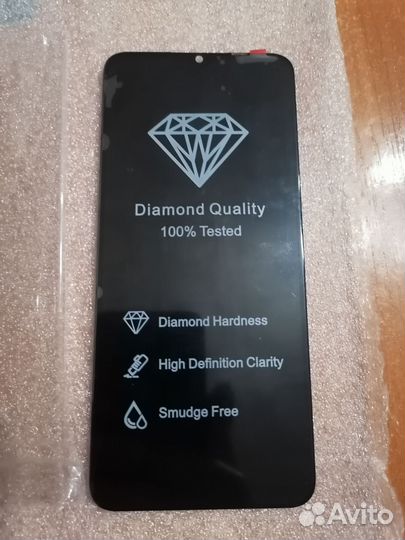 Diamond Quality
100% Tested
Diamond Hardness
High Definition Clarity
Smudge Free
Avito